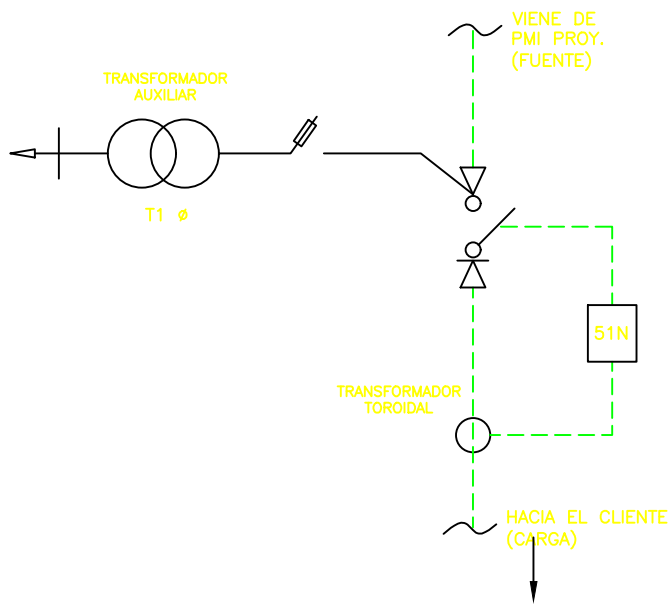 VIENE DE
PMI PROY.
(FUENTE)
TRANSFORMADOR
AUXILIAR
T1 ø
51N
TRANSFORMADOR
TOROIDAL
HACIA EL CLIENTE
(CARGA)